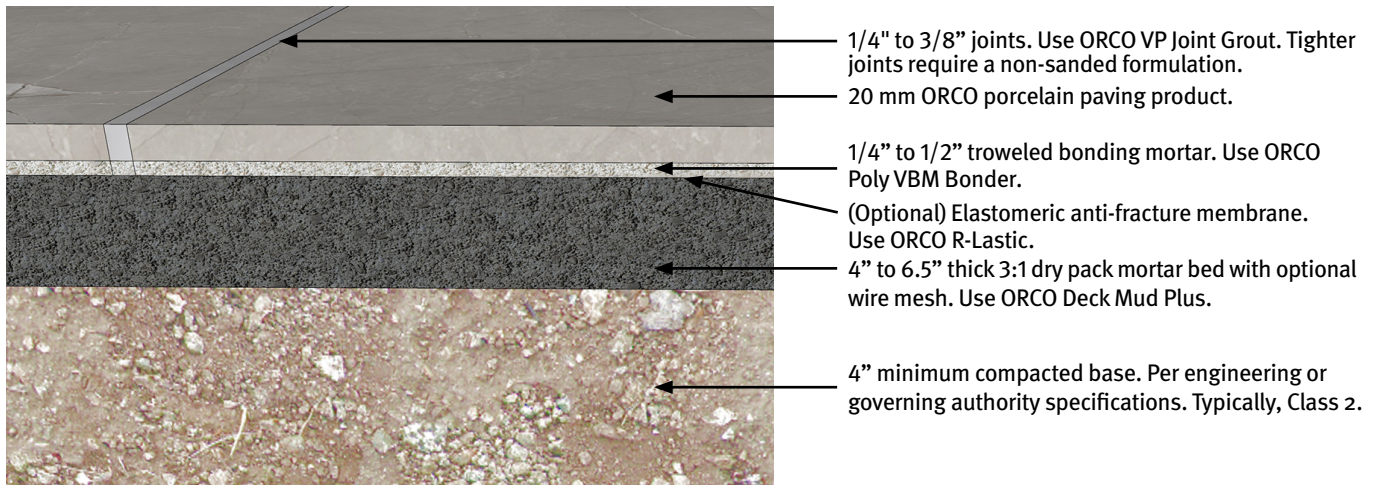 1/4" to 3/8” joints. Use ORCO VP Joint Grout. Tighter
joints require a non-sanded formulation.
20 mm ORCO porcelain paving product.
1/4” to 1/2” troweled bonding mortar. Use ORCO
Poly VBM Bonder.
(Optional) Elastomeric anti-fracture membrane.
Use ORCO R-Lastic.
4” to 6.5” thick 3:1 dry pack mortar bed with optional
wire mesh. Use ORCO Deck Mud Plus.
4” minimum compacted base. Per engineering or
governing authority specifications. Typically, Class 2.